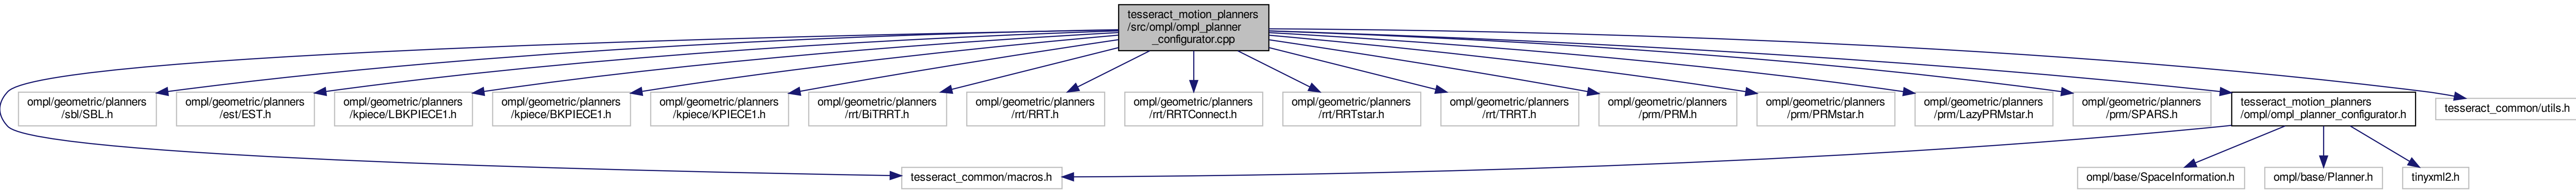 tesseract_motion_planners
/src/ompl/ompl_planner
_configurator.cpp
ompl/geometric/planners
/sbl/SBL.h
ompl/geometric/planners
/est/EST.h
ompl/geometric/planners
/kpiece/LBKPIECE1.h
ompl/geometric/planners
/kpiece/BKPIECE1.h
ompl/geometric/planners
/kpiece/KPIECE1.h
ompl/geometric/planners
/rrt/BiTRRT.h
ompl/geometric/planners
/rrt/RRT.h
ompl/geometric/planners
/rrt/RRTConnect.h
ompl/geometric/planners
/rrt/RRTstar.h
ompl/geometric/planners
/rrt/TRRT.h
ompl/geometric/planners
/prm/PRM.h
ompl/geometric/planners
/prm/PRMstar.h
ompl/geometric/planners
/prm/LazyPRMstar.h
ompl/geometric/planners
/prm/SPARS.h
tesseract_motion_planners
/ompl/ompl_planner_configurator.h
tesseract_common/utils.h
tesseract_common/macros.h
ompl/base/SpaceInformation.h
ompl/base/Planner.h
tinyxml2.h